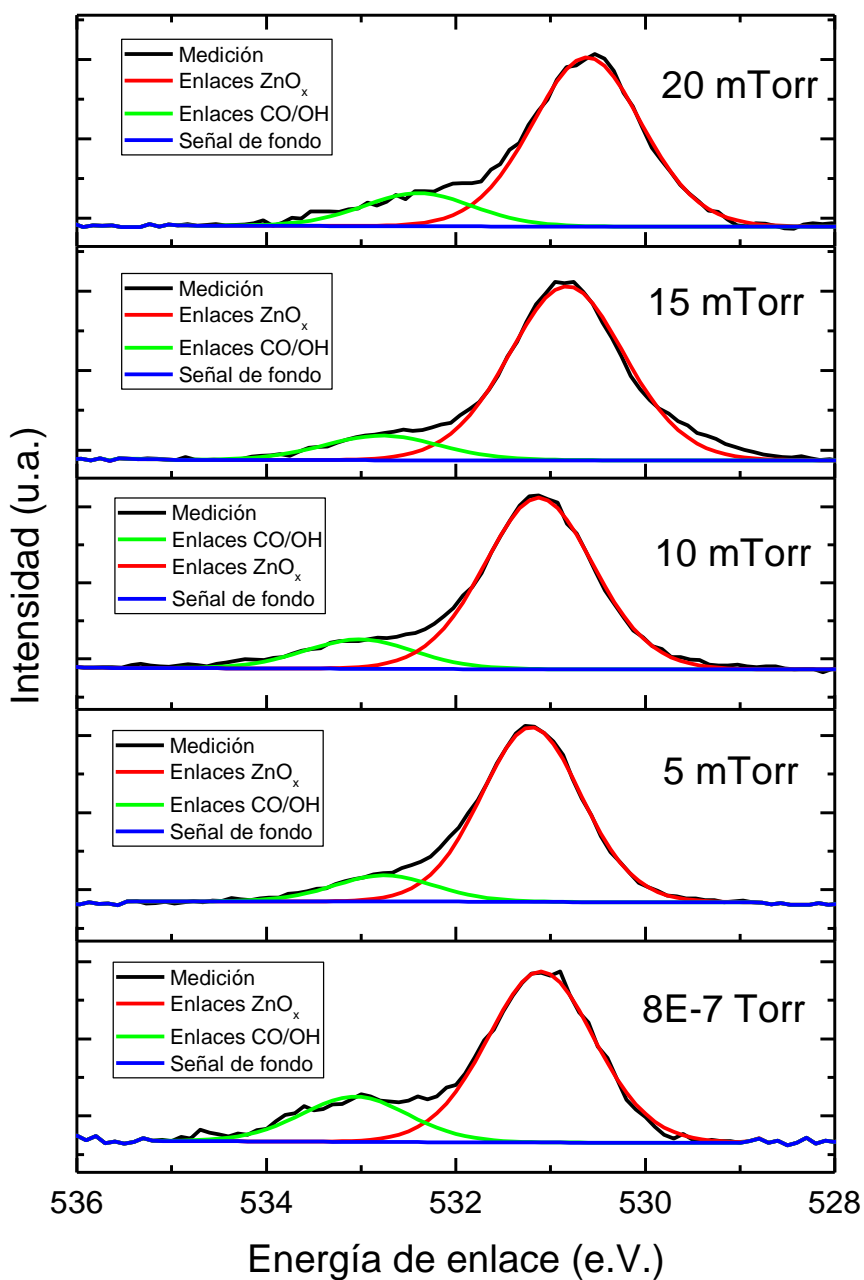 Medición
Enlaces ZnOₓ
Enlaces CO/OH
Señal de fondo
20 mTorr
Medición
Enlaces ZnOₓ
Enlaces CO/OH
Señal de fondo
15 mTorr
Medición
Enlaces CO/OH
Enlaces ZnOₓ
Señal de fondo
10 mTorr
Medición
Enlaces ZnOₓ
Enlaces CO/OH
Señal de fondo
5 mTorr
Medición
Enlaces ZnOₓ
Enlaces CO/OH
Señal de fondo
8E-7 Torr
Intensidad (u.a.)
536 534 532 530 528
Energía de enlace (e.V.)